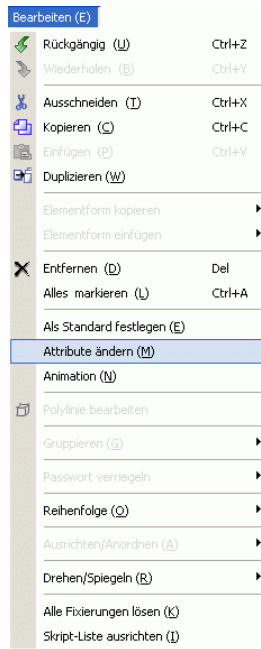 Bearbeiten (E)
Rückgängig (U) Ctrl+Z
Wiederholen (B) Ctrl+Y
Ausschneiden (T) Ctrl+X
Kopieren (C) Ctrl+C
Einfügen (P) Ctrl+V
Duplizieren (W)
Elementform kopieren
Elementform einfügen
Entfernen (D) Del
Alles markieren (L) Ctrl+A
Als Standard festlegen (E)
Attribute ändern (M)
Animation (N)
Polylinie bearbeiten
Gruppieren (G)
Passwort verriegeln
Reihenfolge (O)
Ausrichten/Anordnen (A)
Drehen/Spiegeln (R)
Alle Fixierungen lösen (K)
Skript-Liste ausrichten (I)